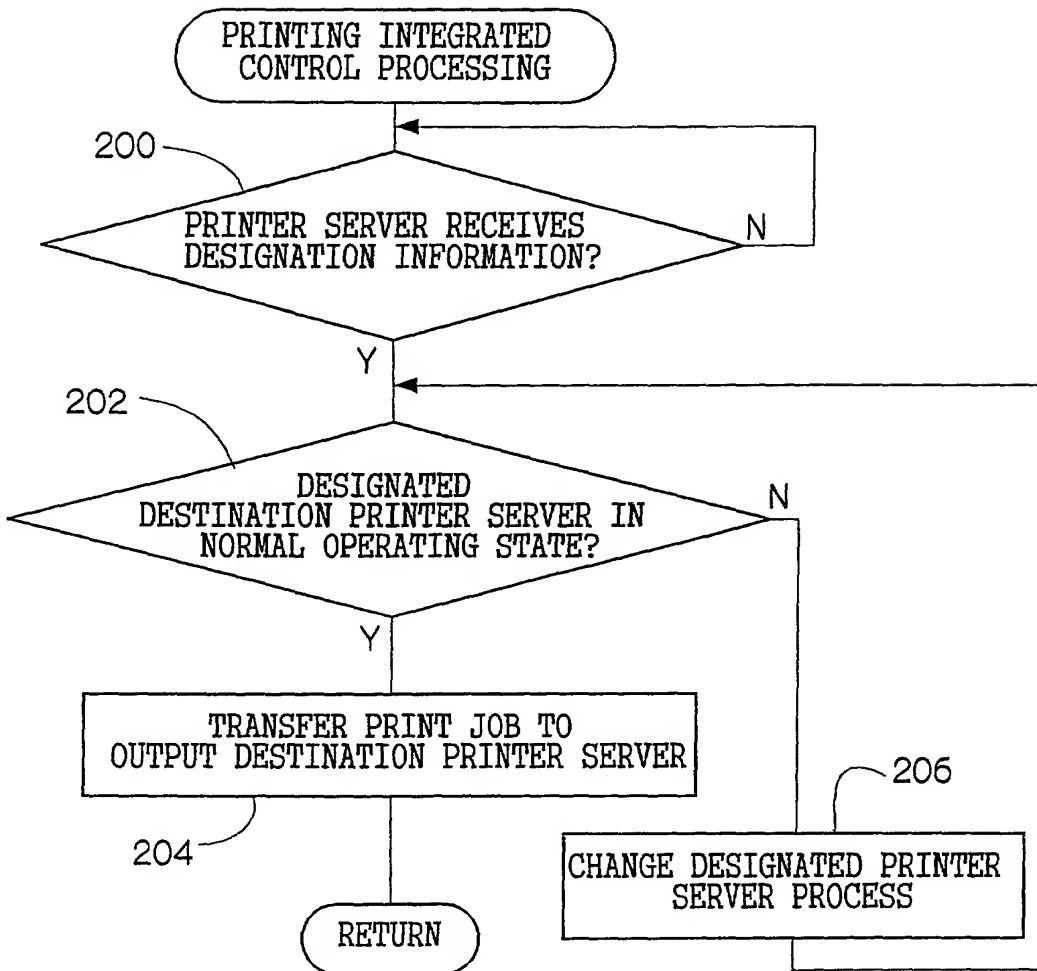 PRINTING INTEGRATED
CONTROL PROCESSING
200
PRINTER SERVER RECEIVES
DESIGNATION INFORMATION?
N
Y
202
DESIGNATED
DESTINATION PRINTER SERVER IN
NORMAL OPERATING STATE?
N
Y
TRANSFER PRINT JOB TO
OUTPUT DESTINATION PRINTER SERVER
204
206
CHANGE DESIGNATED PRINTER
SERVER PROCESS
RETURN